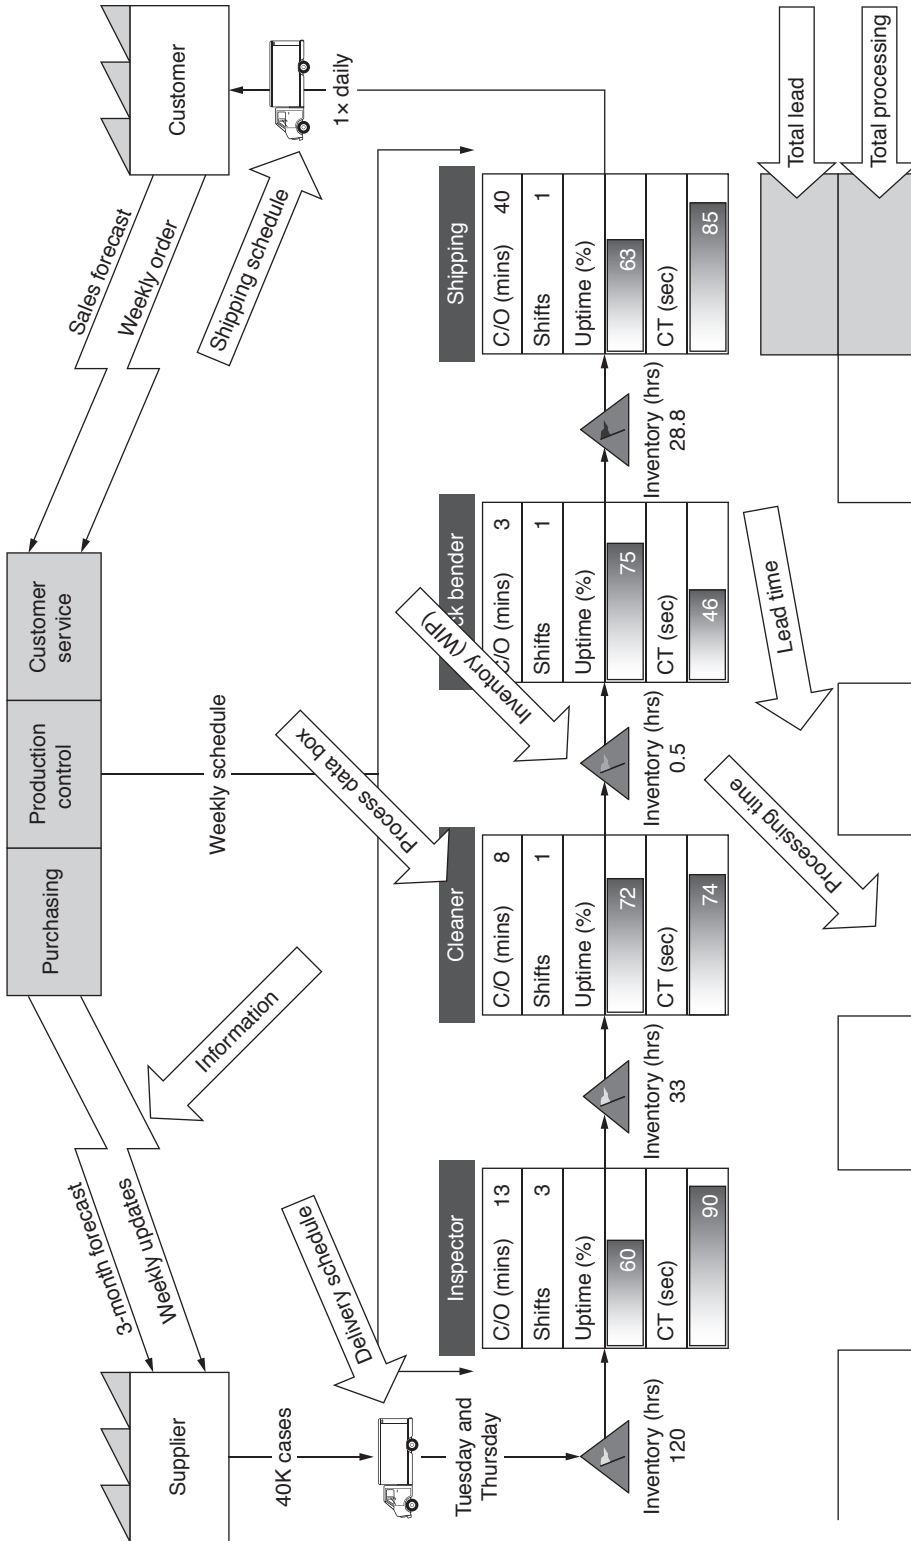 Supplier
3-month forecast
Weekly updates
Purchasing
Production
control
Customer
service
Sales forecast
Weekly order
Customer
Information
Shipping schedule
1× daily
40K cases
Delivery schedule
Tuesday and
Thursday
Weekly schedule
Process data box
Inventory (WIP)
Inventory (hrs)
120
Inspector
C/O (mins) 13
Shifts 3
Uptime (%)
60
CT (sec)
90
Inventory (hrs)
33
Cleaner
C/O (mins) 8
Shifts 1
Uptime (%)
72
CT (sec)
74
Inventory (hrs)
0.5
bender
(mins) 3
Shifts 1
Uptime (%)
75
CT (sec)
46
Inventory (hrs)
28.8
Shipping
C/O (mins) 40
Shifts 1
Uptime (%)
63
CT (sec)
85
Processing time
Lead time
Total lead
Total processing